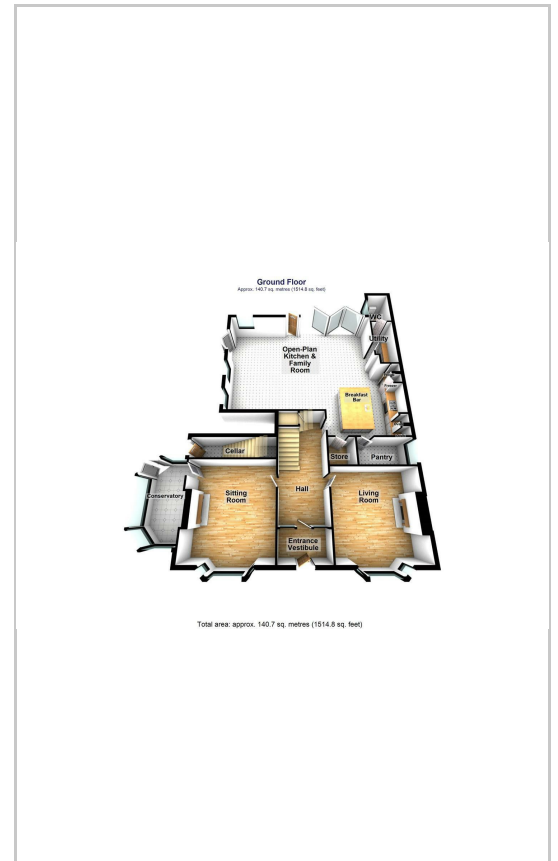 Ground Floor
Approx. 140.7 sq. metres (1514.8 sq. feet)
WC
Utility
Open-Plan
Kitchen &
Family
Room
Freezer
Breakfast
Bar
Cellar
Store
Pantry
Conservatory
Sitting
Room
Hall
Living
Room
Entrance
Vestibule
Total area: approx. 140.7 sq. metres (1514.8 sq. feet)